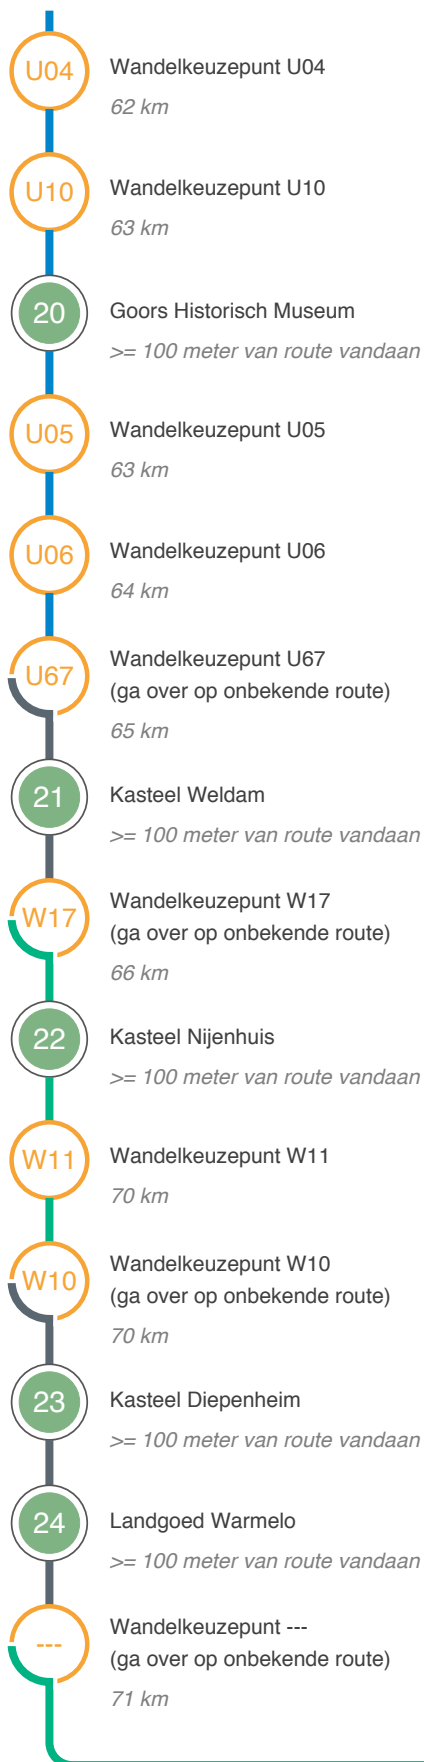 U04
Wandelkeuzepunt U04
62 km
U10
Wandelkeuzepunt U10
63 km
20
Goors Historisch Museum
>= 100 meter van route vandaan
U05
Wandelkeuzepunt U05
63 km
U06
Wandelkeuzepunt U06
64 km
U67
Wandelkeuzepunt U67
(ga over op onbekende route)
65 km
21
Kasteel Weldam
>= 100 meter van route vandaan
W17
Wandelkeuzepunt W17
(ga over op onbekende route)
66 km
22
Kasteel Nijenhuis
>= 100 meter van route vandaan
W11
Wandelkeuzepunt W11
70 km
W10
Wandelkeuzepunt W10
(ga over op onbekende route)
70 km
23
Kasteel Diepenheim
>= 100 meter van route vandaan
24
Landgoed Warmelo
>= 100 meter van route vandaan
---
Wandelkeuzepunt ---
(ga over op onbekende route)
71 km